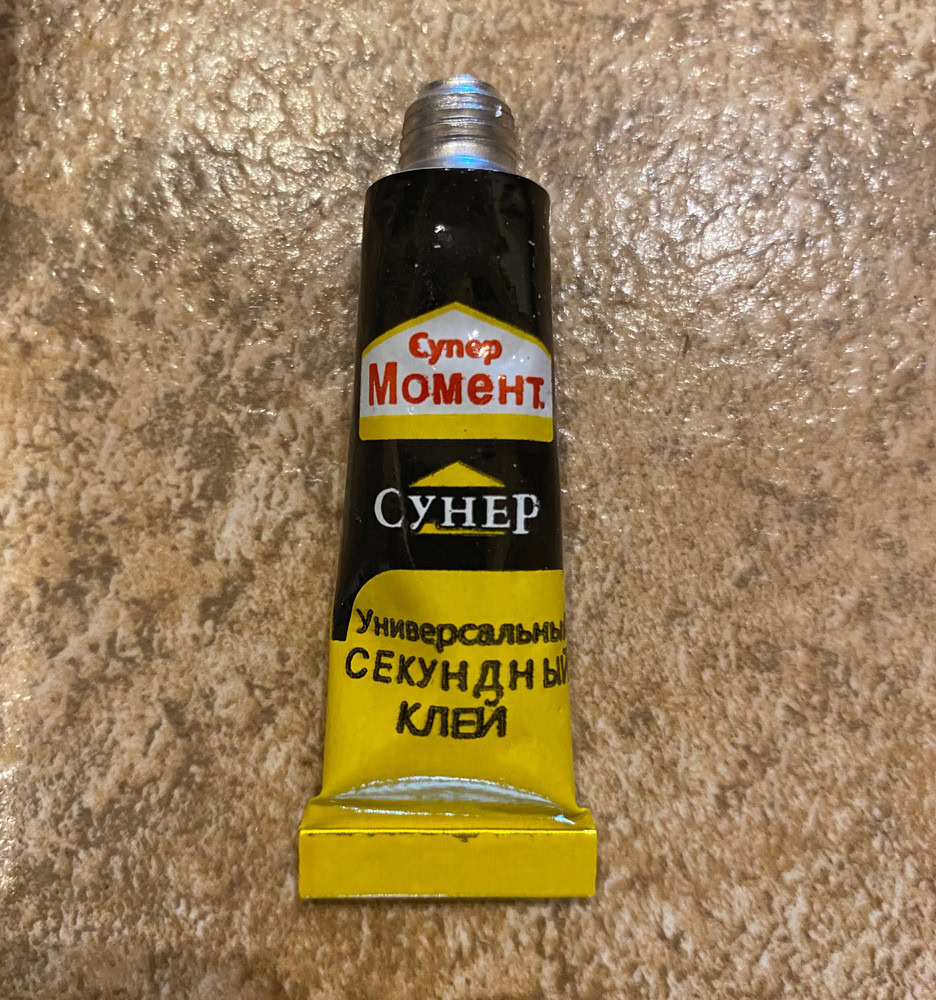 Супер
Момент.
СУНЕР
Универсальный
СЕКУНДНЫЙ
КЛЕЙ